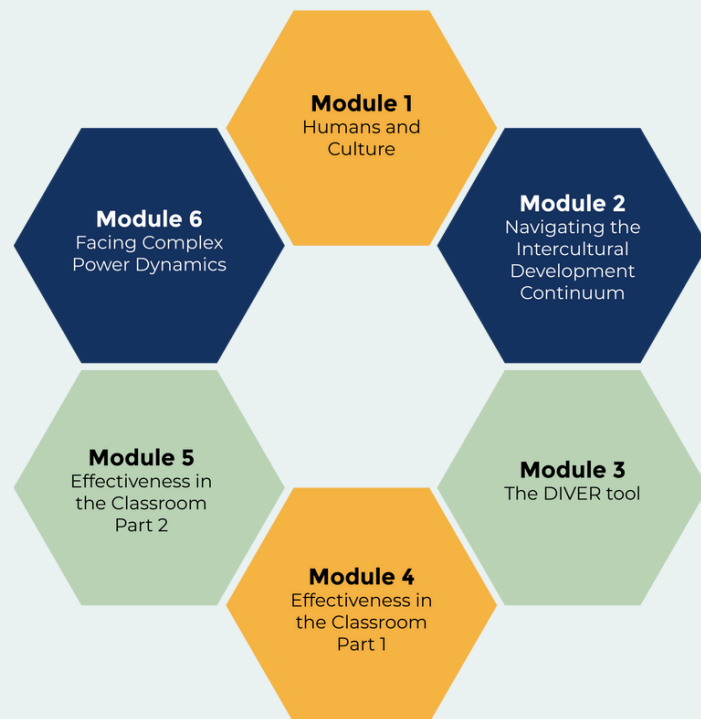 Module 1
Humans and
Culture
Module 2
Navigating the
Intercultural
Development
Continuum
Module 3
The DIVER tool
Module 4
Effectiveness in
the Classroom
Part 1
Module 5
Effectiveness in
the Classroom
Part 2
Module 6
Facing Complex
Power Dynamics